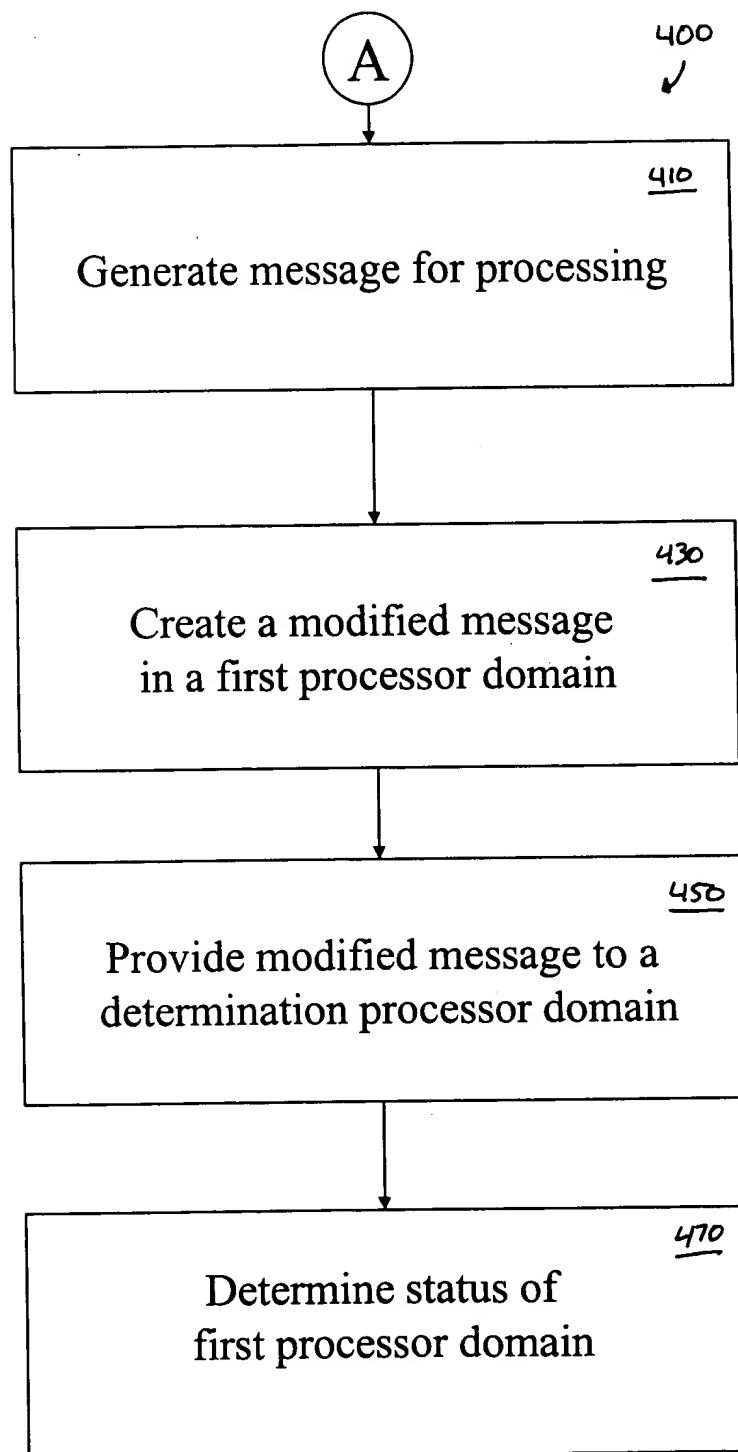 A
400
410
Generate message for processing
430
Create a modified message
in a first processor domain
450
Provide modified message to a
determination processor domain
470
Determine status of
first processor domain